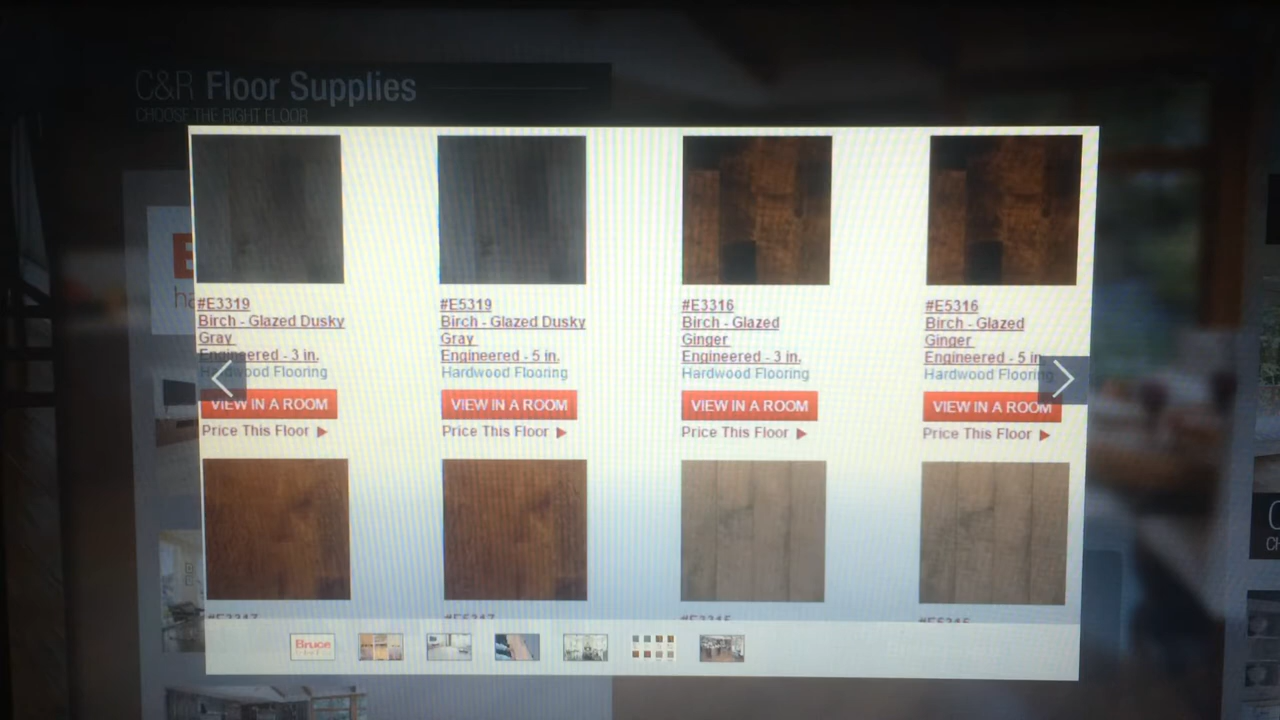 C&R Floor Supplies
CHOOSE THE RIGHT FLOOR
#E3319
Birch - Glazed Dusky
Gray
Engineered - 3 in.
Hardwood Flooring
VIEW IN A ROOM
Price This Floor
#E5319
Birch - Glazed Dusky
Gray
Engineered - 5 in.
Hardwood Flooring
VIEW IN A ROOM
Price This Floor
#E3316
Birch - Glazed
Ginger
Engineered - 3 in.
Hardwood Flooring
VIEW IN A ROOM
Price This Floor
#E5316
Birch - Glazed
Ginger
Engineered - 5 in.
Hardwood Flooring
VIEW IN A ROOM
Price This Floor
Bruce